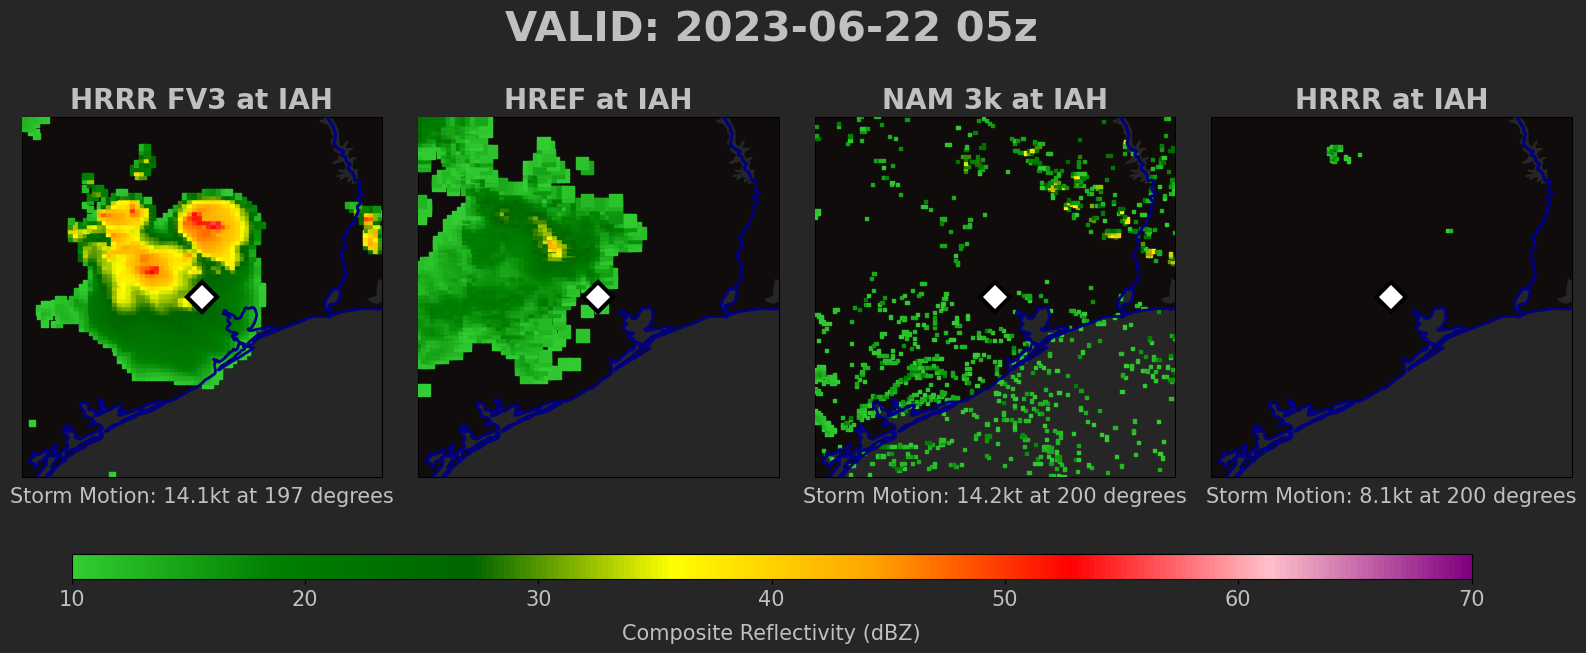 VALID: 2023-06-22 05z
HRRR FV3 at IAH
HREF at IAH
NAM 3k at IAH
HRRR at IAH
Storm Motion: 14.1kt at 197 degrees
Storm Motion: 14.2kt at 200 degrees
Storm Motion: 8.1kt at 200 degrees
10 20 30 40 50 60 70
Composite Reflectivity (dBZ)